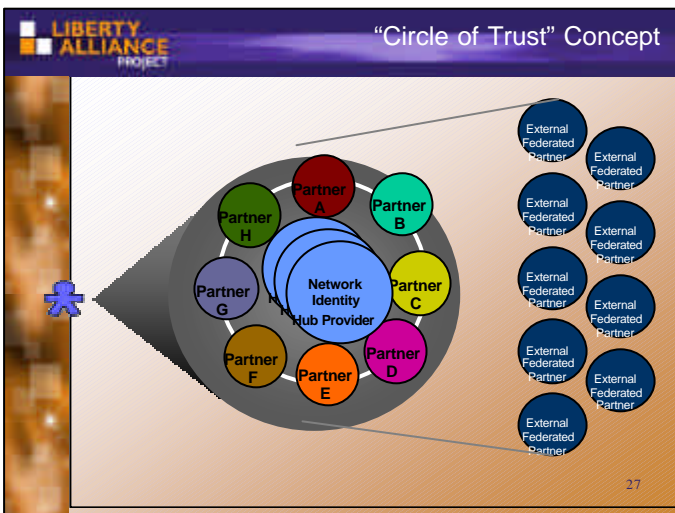 LIBERTY
ALLIANCE
PROJECT
“Circle of Trust” Concept
Partner
A
Partner
B
Partner
C
Partner
D
Partner
E
Partner
F
Partner
G
Partner
H
Network
Identity
Hub Provider
External
Federated
Partner
External
Federated
Partner
External
Federated
Partner
External
Federated
Partner
External
Federated
Partner
External
Federated
Partner
External
Federated
Partner
External
Federated
Partner
External
Federated
Partner
27